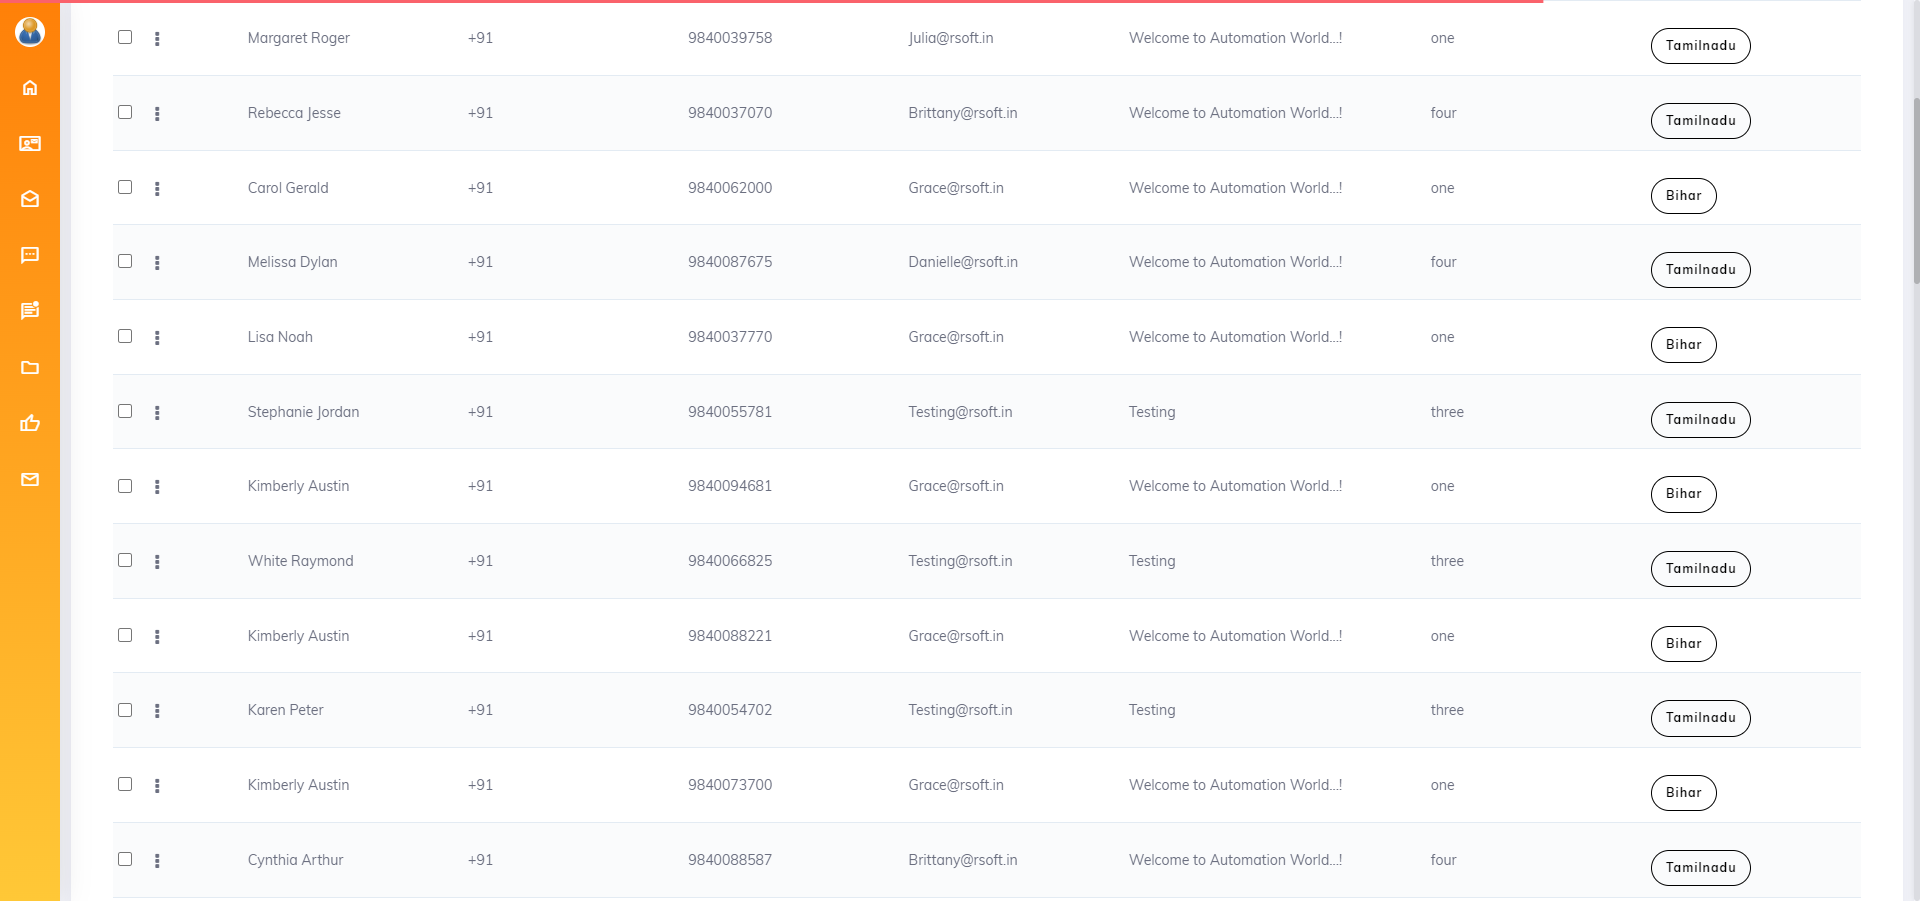 Margaret Roger +91 9840039758 Julia@rsoft.in Welcome to Automation World...! one Tamilnadu
Rebecca Jesse +91 9840037070 Brittany@rsoft.in Welcome to Automation World...! four Tamilnadu
Carol Gerald +91 9840062000 Grace@rsoft.in Welcome to Automation World...! one Bihar
Melissa Dylan +91 9840087675 Danielle@rsoft.in Welcome to Automation World...! four Tamilnadu
Lisa Noah +91 9840037770 Grace@rsoft.in Welcome to Automation World...! one Bihar
Stephanie Jordan +91 9840055781 Testing@rsoft.in Testing three Tamilnadu
Kimberly Austin +91 9840094681 Grace@rsoft.in Welcome to Automation World...! one Bihar
White Raymond +91 9840066825 Testing@rsoft.in Testing three Tamilnadu
Kimberly Austin +91 9840088221 Grace@rsoft.in Welcome to Automation World...! one Bihar
Karen Peter +91 9840054702 Testing@rsoft.in Testing three Tamilnadu
Kimberly Austin +91 9840073700 Grace@rsoft.in Welcome to Automation World...! one Bihar
Cynthia Arthur +91 9840088587 Brittany@rsoft.in Welcome to Automation World...! four Tamilnadu